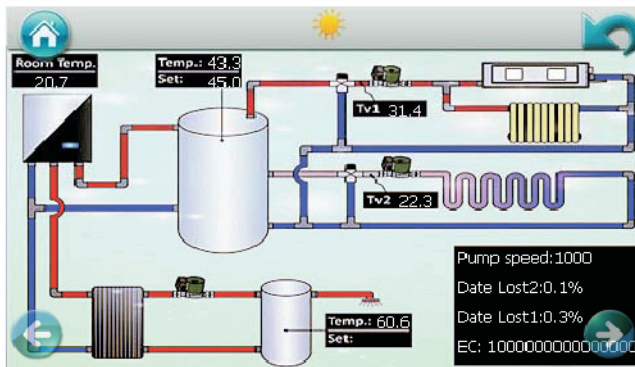 Room Temp.
20.7
Temp.: 43.3
Set: 45.0
Tv1 31.4
Tv2 22.3
Temp.: 60.6
Set:
Pump speed:1000
Date Lost2:0.1%
Date Lost1:0.3%
EC: 1000000000000000